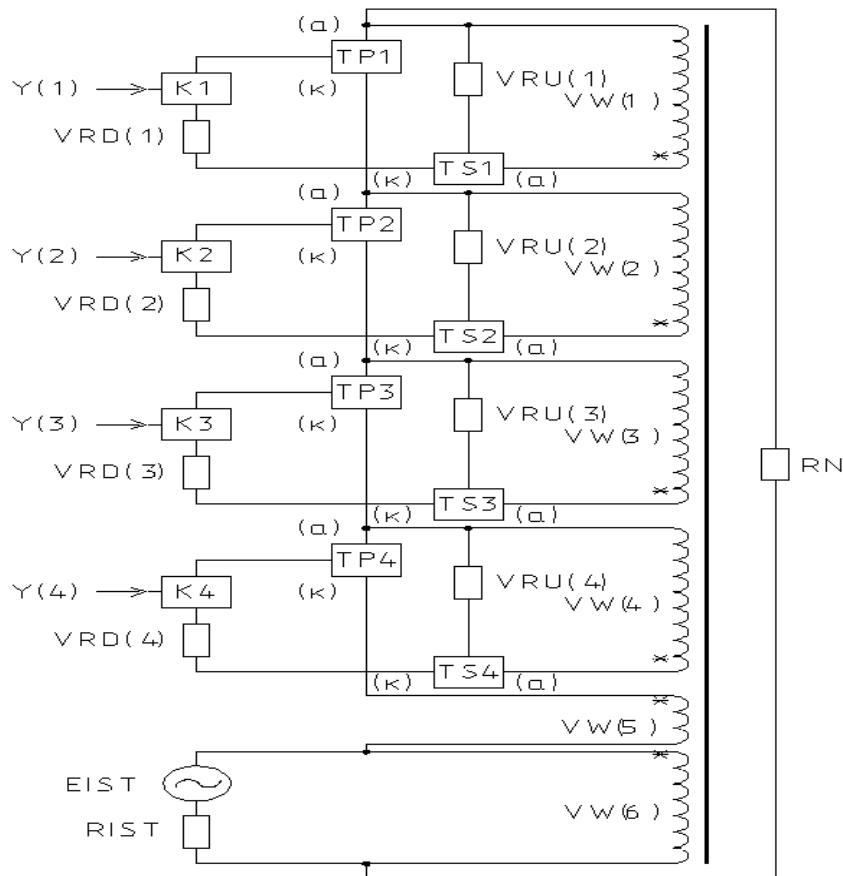 (a)
TP1
Y(1) K1 (к) VRU(1)
VW(1)
VRD(1)
TS1
(к) (a)
(a)
TP2
Y(2) K2 (к) VRU(2)
VW(2)
VRD(2)
TS2
(к) (a)
(a)
TP3
Y(3) K3 (к) VRU(3)
VW(3)
RN
VRD(3)
TS3
(к) (a)
(a)
TP4
Y(4) K4 (к) VRU(4)
VW(4)
VRD(4)
TS4
(к) (a)
VW(5)
EIST
VW(6)
RIST